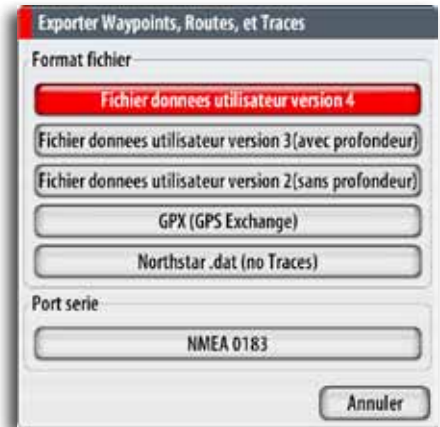 Exporter Waypoints, Routes, et Traces
Format fichier
Fichier donnees utilisateur version 4
Fichier donnees utilisateur version 3(avec profondeur)
Fichier donnees utilisateur version 2(sans profondeur)
GPX (GPS Exchange)
Northstar .dat (no Traces)
Port serie
NMEA 0183
Annuler